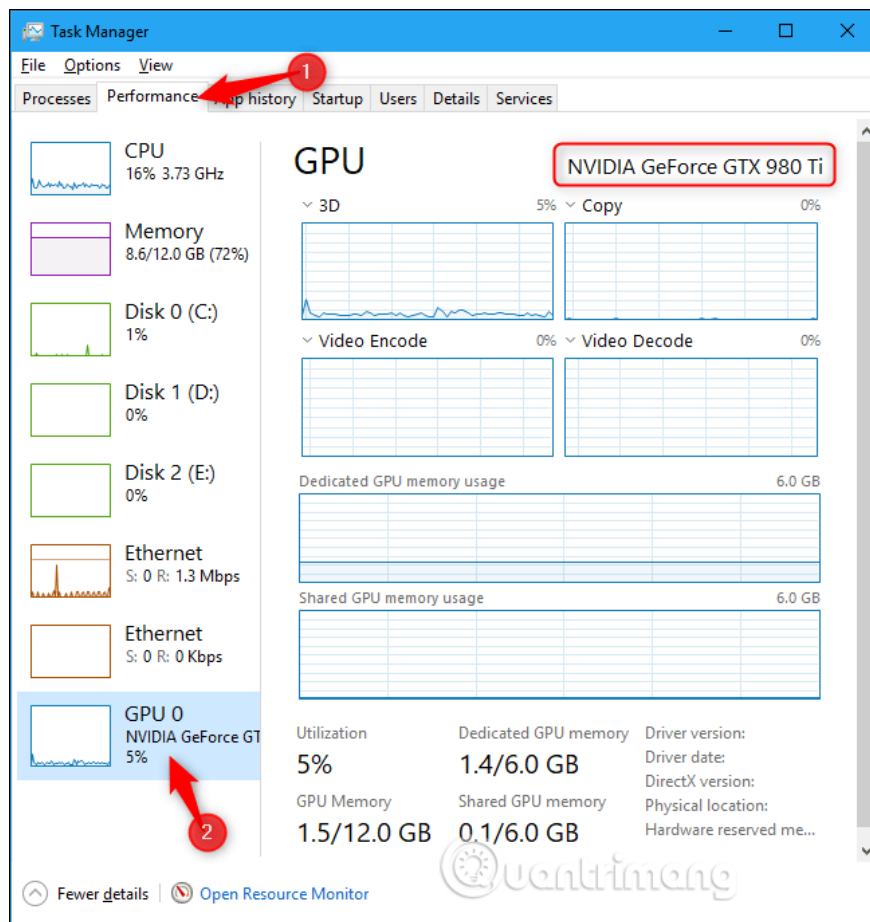 Task Manager
File Options View
1
Processes Performance App history Startup Users Details Services
CPU
16% 3.73 GHz
Memory
8.6/12.0 GB (72%)
Disk 0 (C:)
1%
Disk 1 (D:)
0%
Disk 2 (E:)
0%
Ethernet
S: 0 R: 1.3 Mbps
Ethernet
S: 0 R: 0 Kbps
GPU 0
NVIDIA GeForce GT
5%
2
GPU NVIDIA GeForce GTX 980 Ti
3D 5% Copy 0%
Video Encode 0% Video Decode 0%
Dedicated GPU memory usage 6.0 GB
Shared GPU memory usage 6.0 GB
Utilization
5%
Dedicated GPU memory
1.4/6.0 GB
GPU Memory
1.5/12.0 GB
Shared GPU memory
0.1/6.0 GB
Driver version:
Driver date:
DirectX version:
Physical location:
Hardware reserved me...
Quantrimang
Fewer details Open Resource Monitor